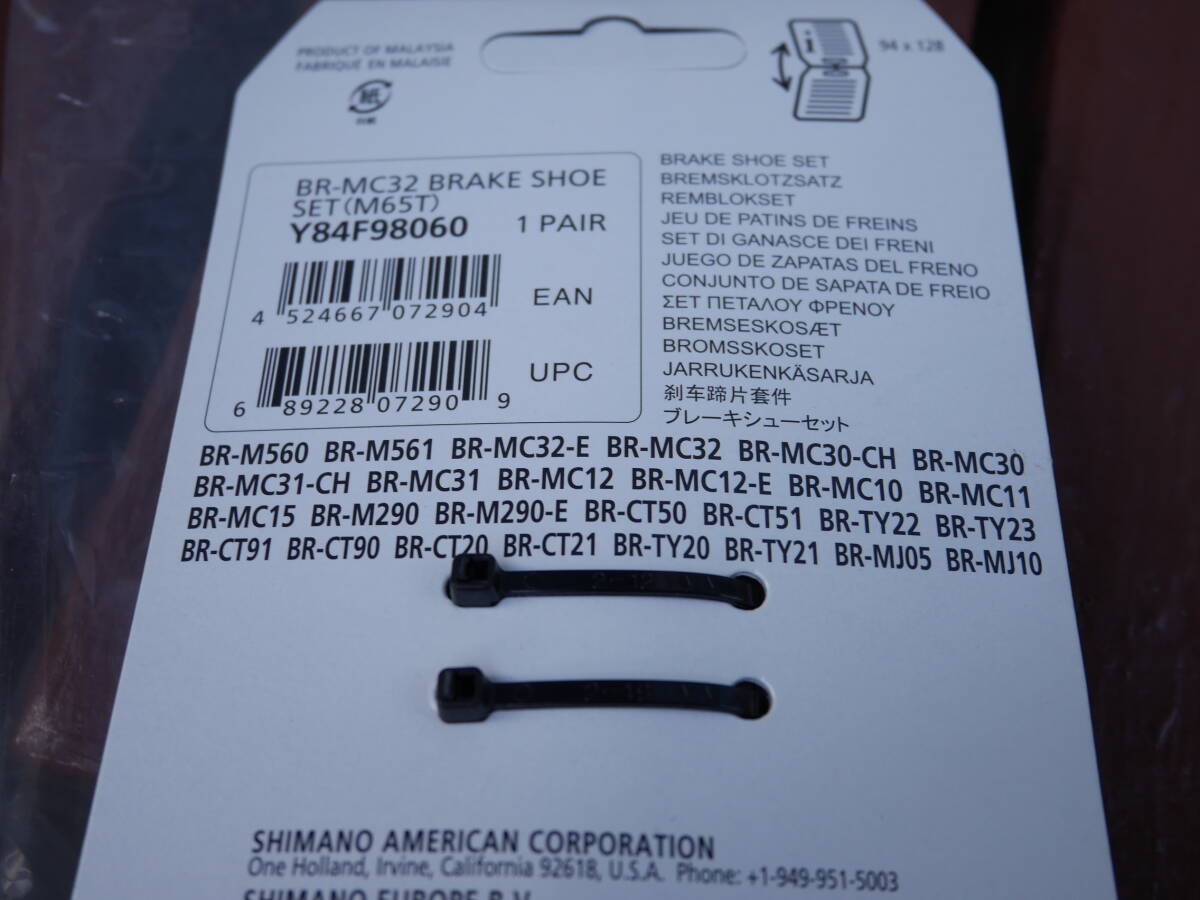 PRODUCT OF MALAYSIA
FABRIQUÉ EN MALAISIE
紙
i
94 x 128
BR-MC32 BRAKE SHOE
SET(M65T)
Y84F98060 1 PAIR
4 524667 072904 EAN
6 89228 07290 9 UPC
BRAKE SHOE SET
BREMSKLOTZSATZ
REMBLOKSET
JEU DE PATINS DE FREINS
SET DI GANASCE DEI FRENI
JUEGO DE ZAPATAS DEL FRENO
CONJUNTO DE SAPATA DE FREIO
ΣΕΤ ΠΕΤΑΛΟΥ ΦΡΕΝΟΥ
BREMSESKOSÆT
BROMSSKOSET
JARRUKENKÄSARJA
刹车蹄片套件
ブレーキシューセット
BR-M560 BR-M561 BR-MC32-E BR-MC32 BR-MC30-CH BR-MC30
BR-MC31-CH BR-MC31 BR-MC12 BR-MC12-E BR-MC10 BR-MC11
BR-MC15 BR-M290 BR-M290-E BR-CT50 BR-CT51 BR-TY22 BR-TY23
BR-CT91 BR-CT90 BR-CT20 BR-CT21 BR-TY20 BR-TY21 BR-MJ05 BR-MJ10
SHIMANO AMERICAN CORPORATION
One Holland, Irvine, California 92618, U.S.A. Phone: +1-949-951-5003
SHIMANO EUROPE B.V.